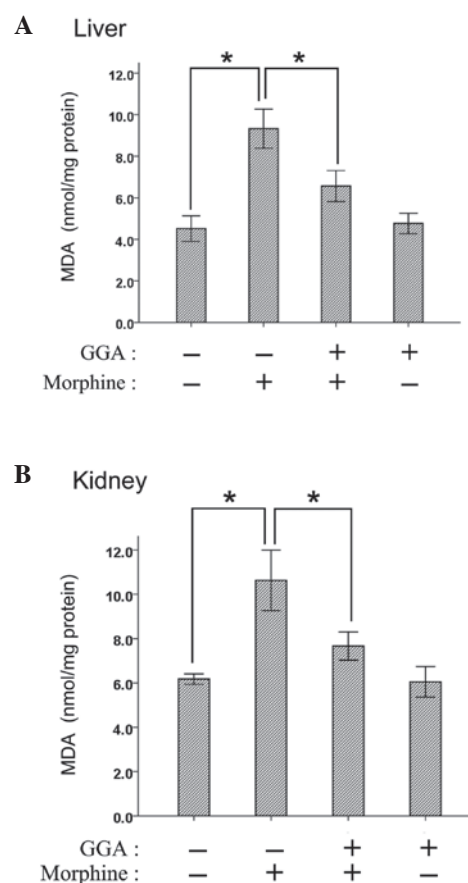 A Liver
* *
12.0
10.0
8.0
6.0
4.0
2.0
0.0
MDA (nmol/mg protein)
GGA : − − + +
Morphine : − + + −
B Kidney
* *
12.0
10.0
8.0
6.0
4.0
2.0
0.0
MDA (nmol/mg protein)
GGA : − − + +
Morphine : − + + −